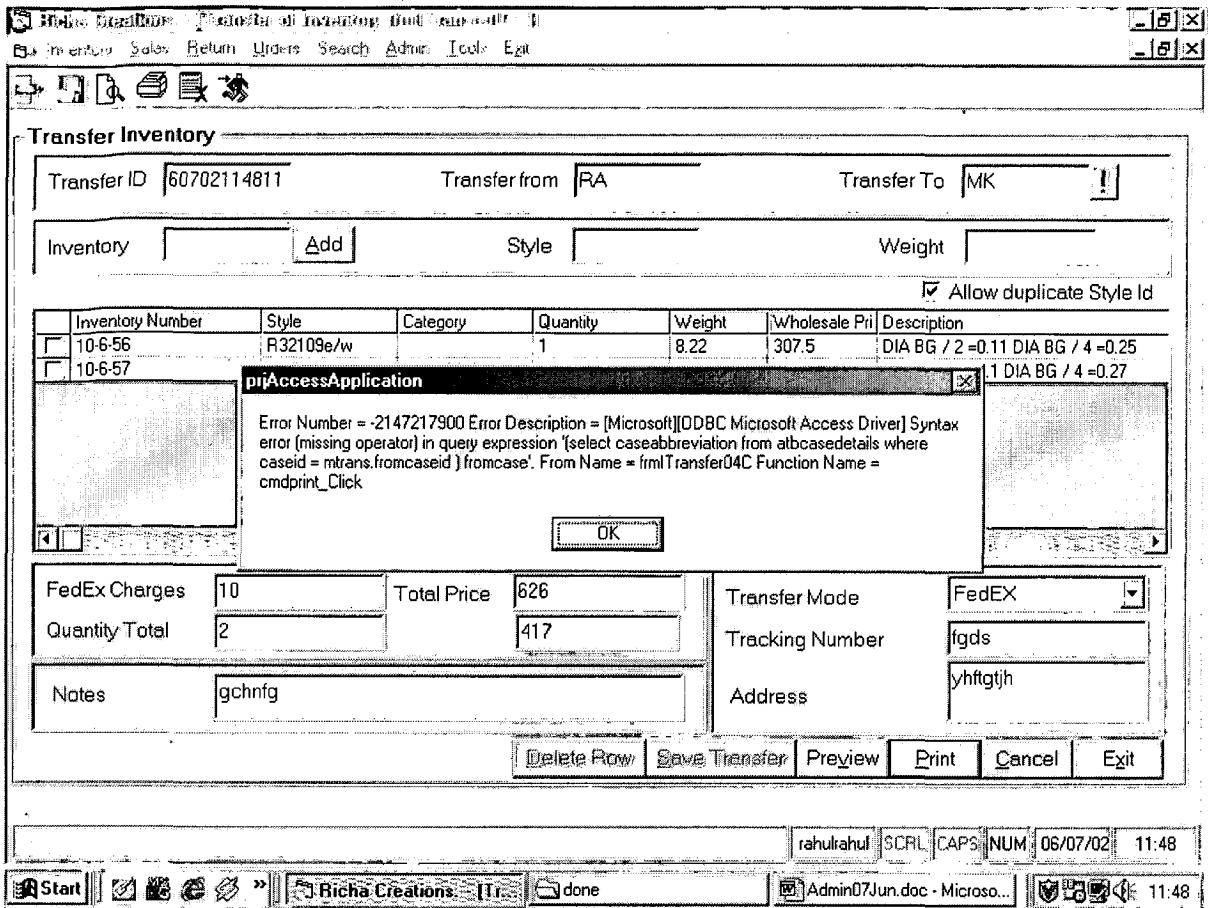 Inventory Sales Return Orders Search Admin Tools Exit
Transfer Inventory
Transfer ID 60702114811 Transfer from RA Transfer To MK !
Inventory Add Style Weight
Allow duplicate Style Id
Inventory Number Style Category Quantity Weight Wholesale Pri Description
10-6-56 R32109e/w 1 8.22 307.5 DIA BG / 2 =0.11 DIA BG / 4 =0.25
10-6-57 .1 DIA BG / 4 =0.27
prjAccessApplication
Error Number = -2147217900 Error Description = [Microsoft][ODBC Microsoft Access Driver] Syntax
error (missing operator) in query expression '(select caseabbreviation from atbcasedetails where
caseid = mtrans.fromcaseid ) fromcase'. From Name = frmITransfer04C Function Name =
cmdprint_Click
OK
FedEx Charges 10 Total Price 626 Transfer Mode FedEX
Quantity Total 2 417 Tracking Number fgds
Notes gchnfg Address yhftgtjh
Delete Row Save Transfer Preview Print Cancel Exit
rahulrahul SCRL CAPS NUM 06/07/02 11:48
Start » Richa Creations - [Tr... done Admin07Jun.doc - Microso... 11:48